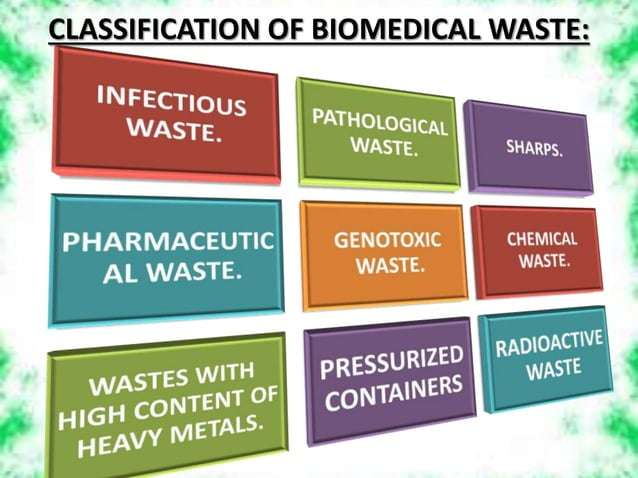 CLASSIFICATION OF BIOMEDICAL WASTE:
INFECTIOUS
WASTE.
PATHOLOGICAL
WASTE.
SHARPS.
PHARMACEUTIC
AL WASTE.
GENOTOXIC
WASTE.
CHEMICAL
WASTE.
WASTES WITH
HIGH CONTENT OF
HEAVY METALS.
PRESSURIZED
CONTAINERS
RADIOACTIVE
WASTE